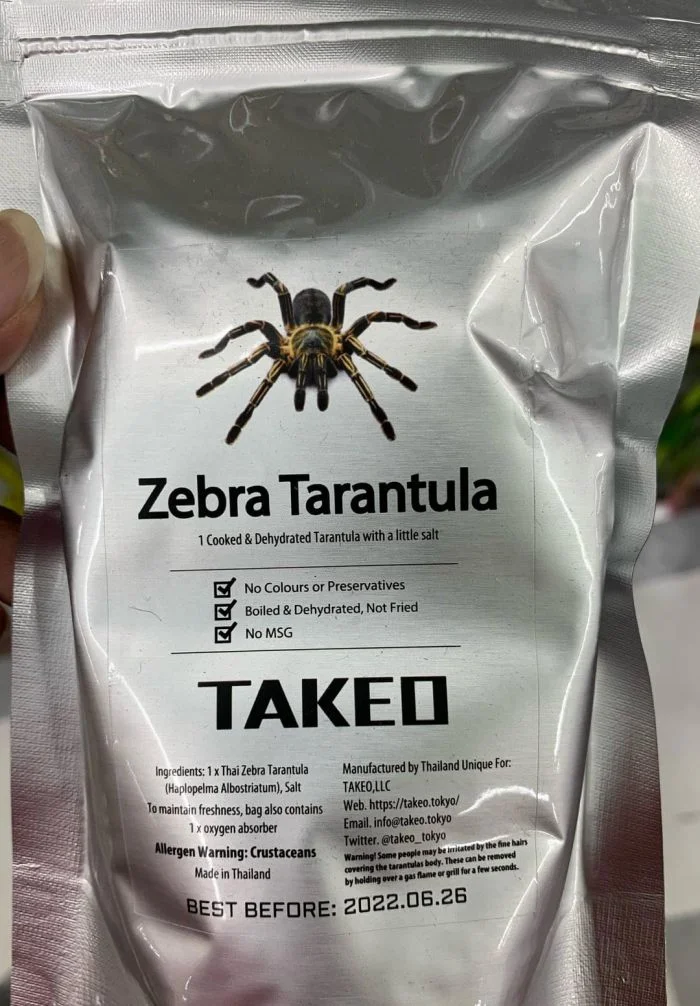 Zebra Tarantula
1 Cooked & Dehydrated Tarantula with a little salt
No Colours or Preservatives
Boiled & Dehydrated, Not Fried
No MSG
TAKEO
Ingredients: 1 x Thai Zebra Tarantula
(Haplopelma Albostriatum), Salt
To maintain freshness, bag also contains
1 x oxygen absorber
Allergen Warning: Crustaceans
Made in Thailand
Manufactured by Thailand Unique For:
TAKEO,LLC
Web. https://takeo.tokyo/
Email. info@takeo.tokyo
Twitter. @takeo_tokyo
Warning! Some people may be irritated by the fine hairs
covering the tarantulas body. These can be removed
by holding over a gas flame or grill for a few seconds.
BEST BEFORE: 2022.06.26